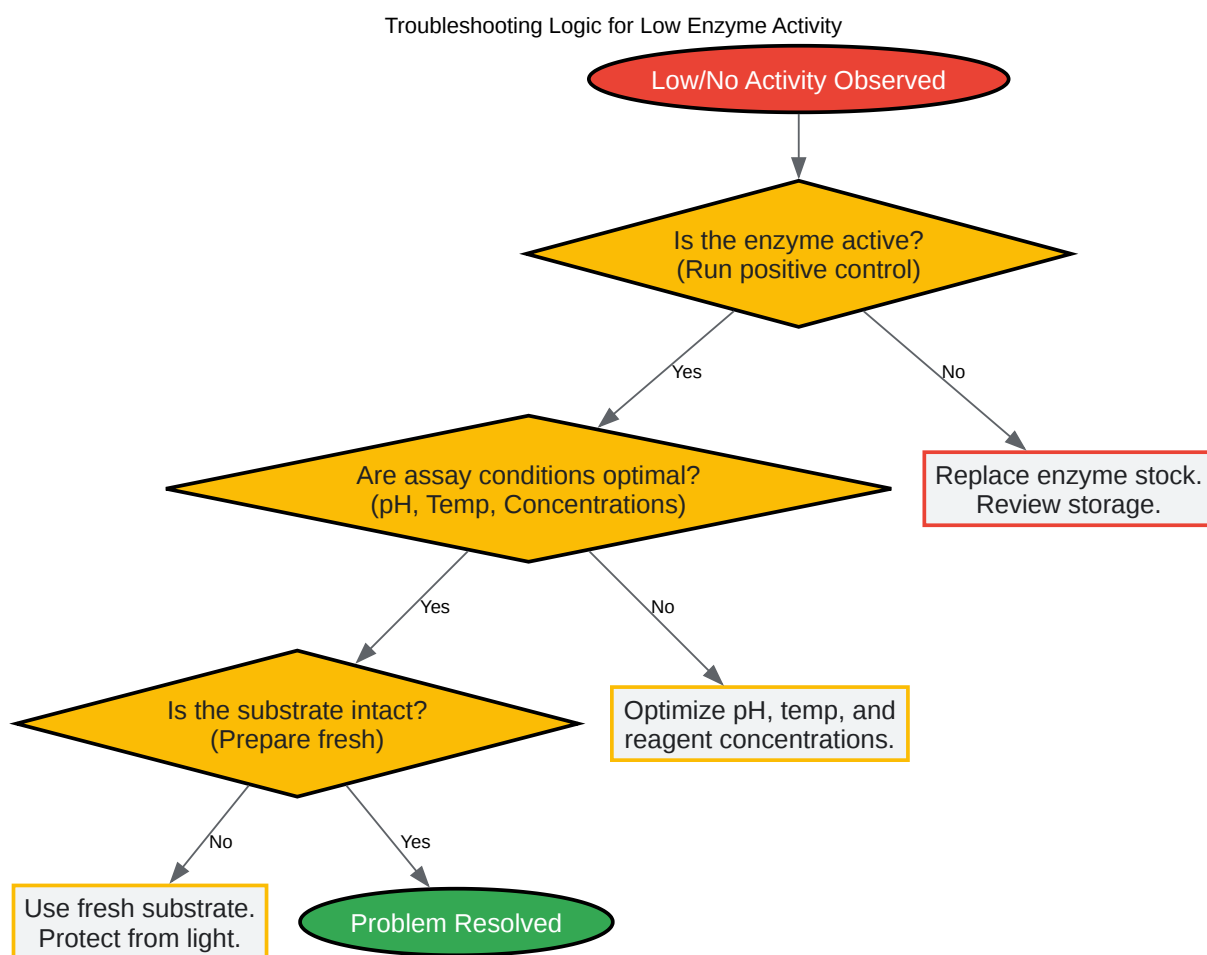 Troubleshooting Logic for Low Enzyme Activity
Low/No Activity Observed
Is the enzyme active?
(Run positive control)
Yes
No
Are assay conditions optimal?
(pH, Temp, Concentrations)
Replace enzyme stock.
Review storage.
Yes
No
Is the substrate intact?
(Prepare fresh)
Optimize pH, temp, and
reagent concentrations.
No
Yes
Use fresh substrate.
Protect from light.
Problem Resolved